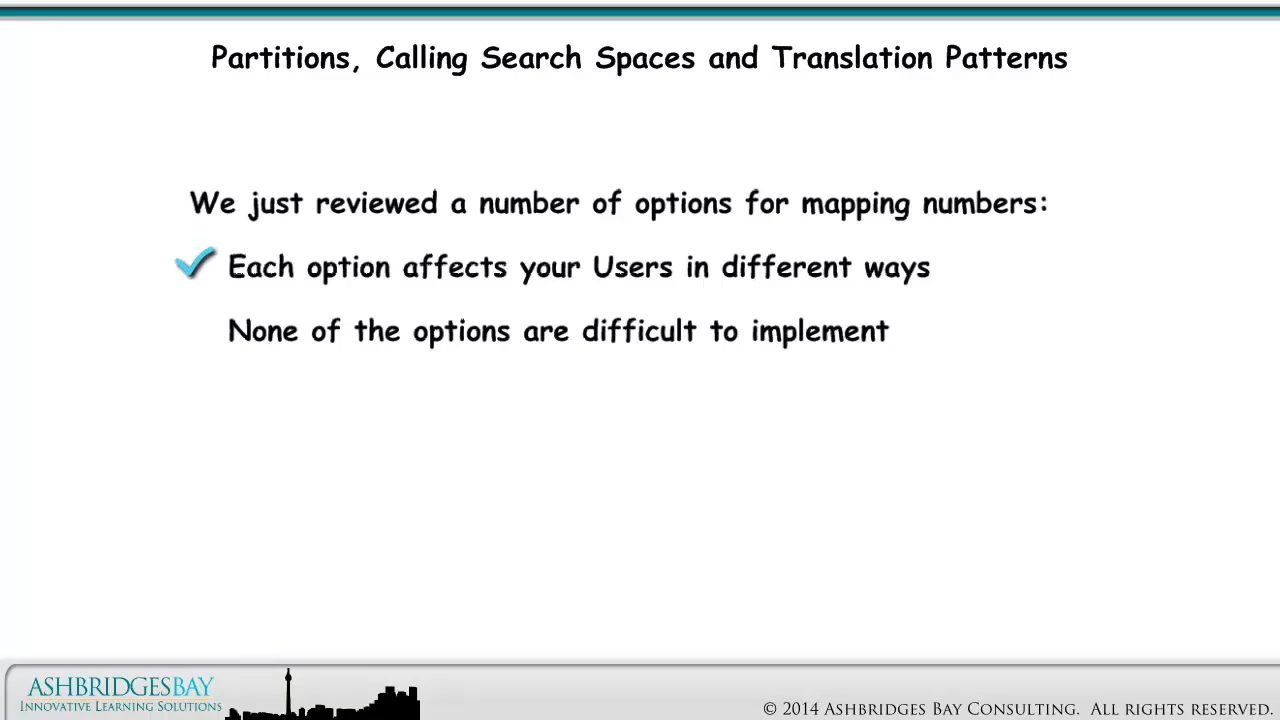 Partitions, Calling Search Spaces and Translation Patterns
We just reviewed a number of options for mapping numbers:
Each option affects your Users in different ways
None of the options are difficult to implement
ASHBRIDGESBAY
INNOVATIVE LEARNING SOLUTIONS
© 2014 ASHBRIDGES BAY CONSULTING. ALL RIGHTS RESERVED.